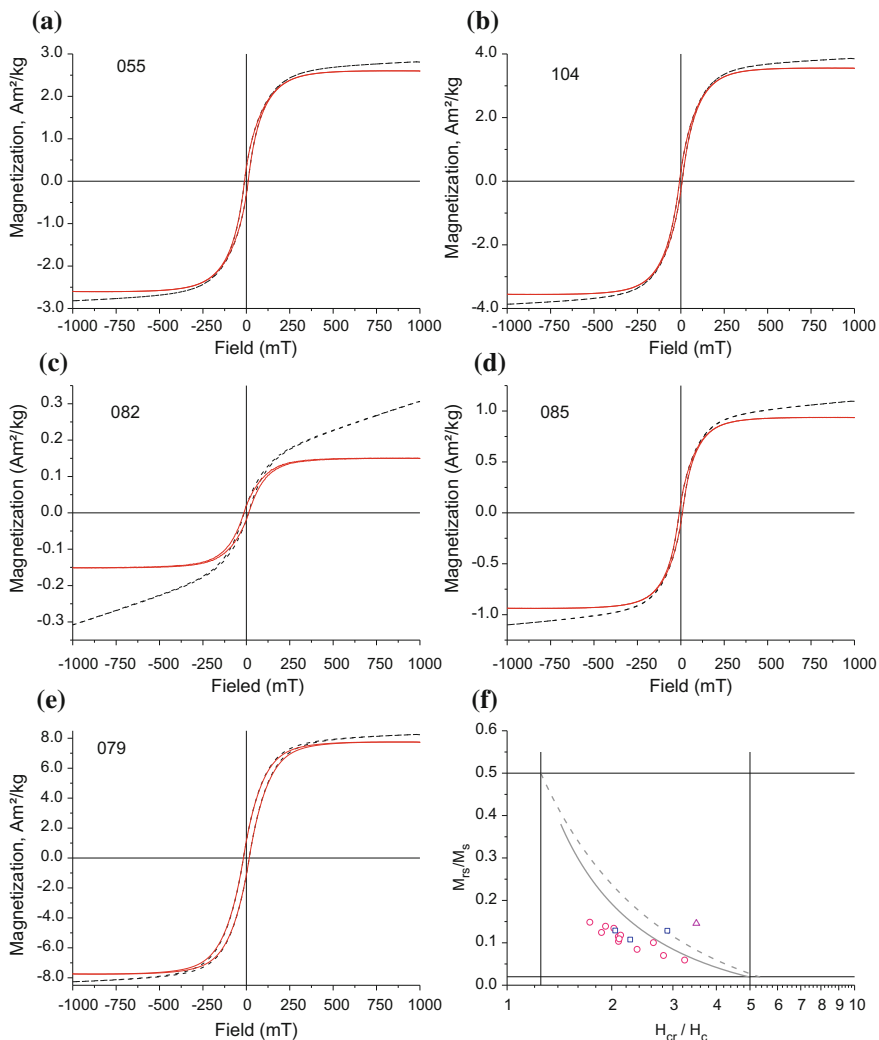 (a)
055
3.0
2.0
1.0
0.0
-1.0
-2.0
-3.0
Magnetization, Am²/kg
-1000 -750 -500 -250 0 250 500 750 1000
Field (mT)
(b)
104
4.0
2.0
0.0
-2.0
-4.0
Magnetization, Am²/kg
-1000 -750 -500 -250 0 250 500 750 1000
Field (mT)
(c)
082
0.3
0.2
0.1
0.0
-0.1
-0.2
-0.3
Magnetization (Am²/kg)
-1000 -750 -500 -250 0 250 500 750 1000
Fieled (mT)
(d)
085
1.0
0.5
0.0
-0.5
-1.0
Magnetization (Am²/kg)
-1000 -750 -500 -250 0 250 500 750 1000
Field (mT)
(e)
079
8.0
6.0
4.0
2.0
0.0
-2.0
-4.0
-6.0
-8.0
Magnetization, Am²/kg
-1000 -750 -500 -250 0 250 500 750 1000
Field (mT)
(f)
0.6
0.5
0.4
0.3
0.2
0.1
0.0
Mrs/Ms
1 2 3 4 5 6 7 8 9 10
Hcr / Hc